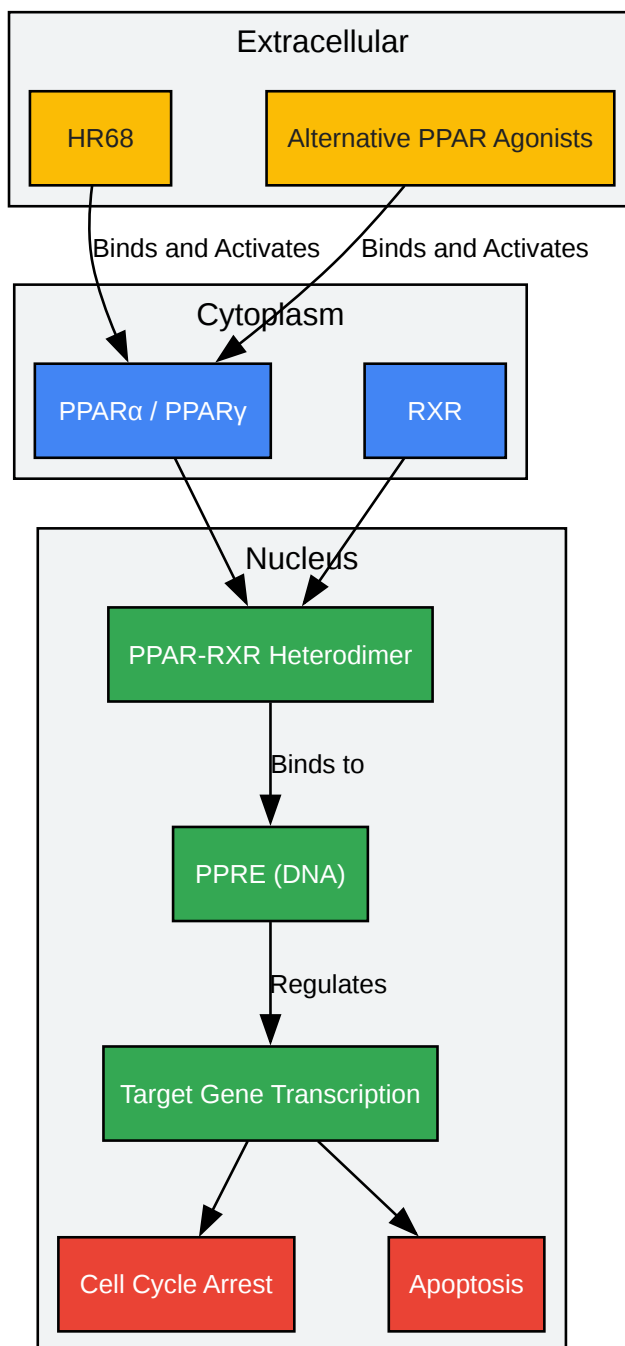 Extracellular
HR68
Alternative PPAR Agonists
Binds and Activates
Binds and Activates
Cytoplasm
PPARα / PPARγ
RXR
Nucleus
PPAR-RXR Heterodimer
Binds to
PPRE (DNA)
Regulates
Target Gene Transcription
Cell Cycle Arrest
Apoptosis